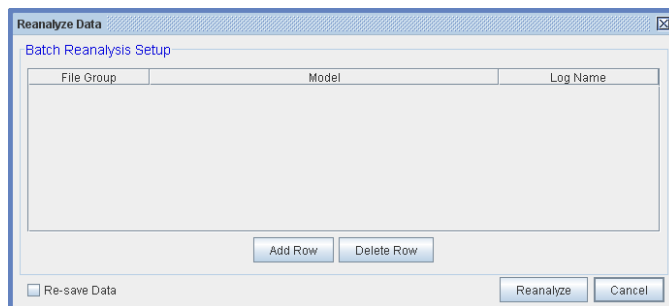 Reanalyze Data
Batch Reanalysis Setup
File Group Model Log Name
Add Row Delete Row
Re-save Data Reanalyze Cancel